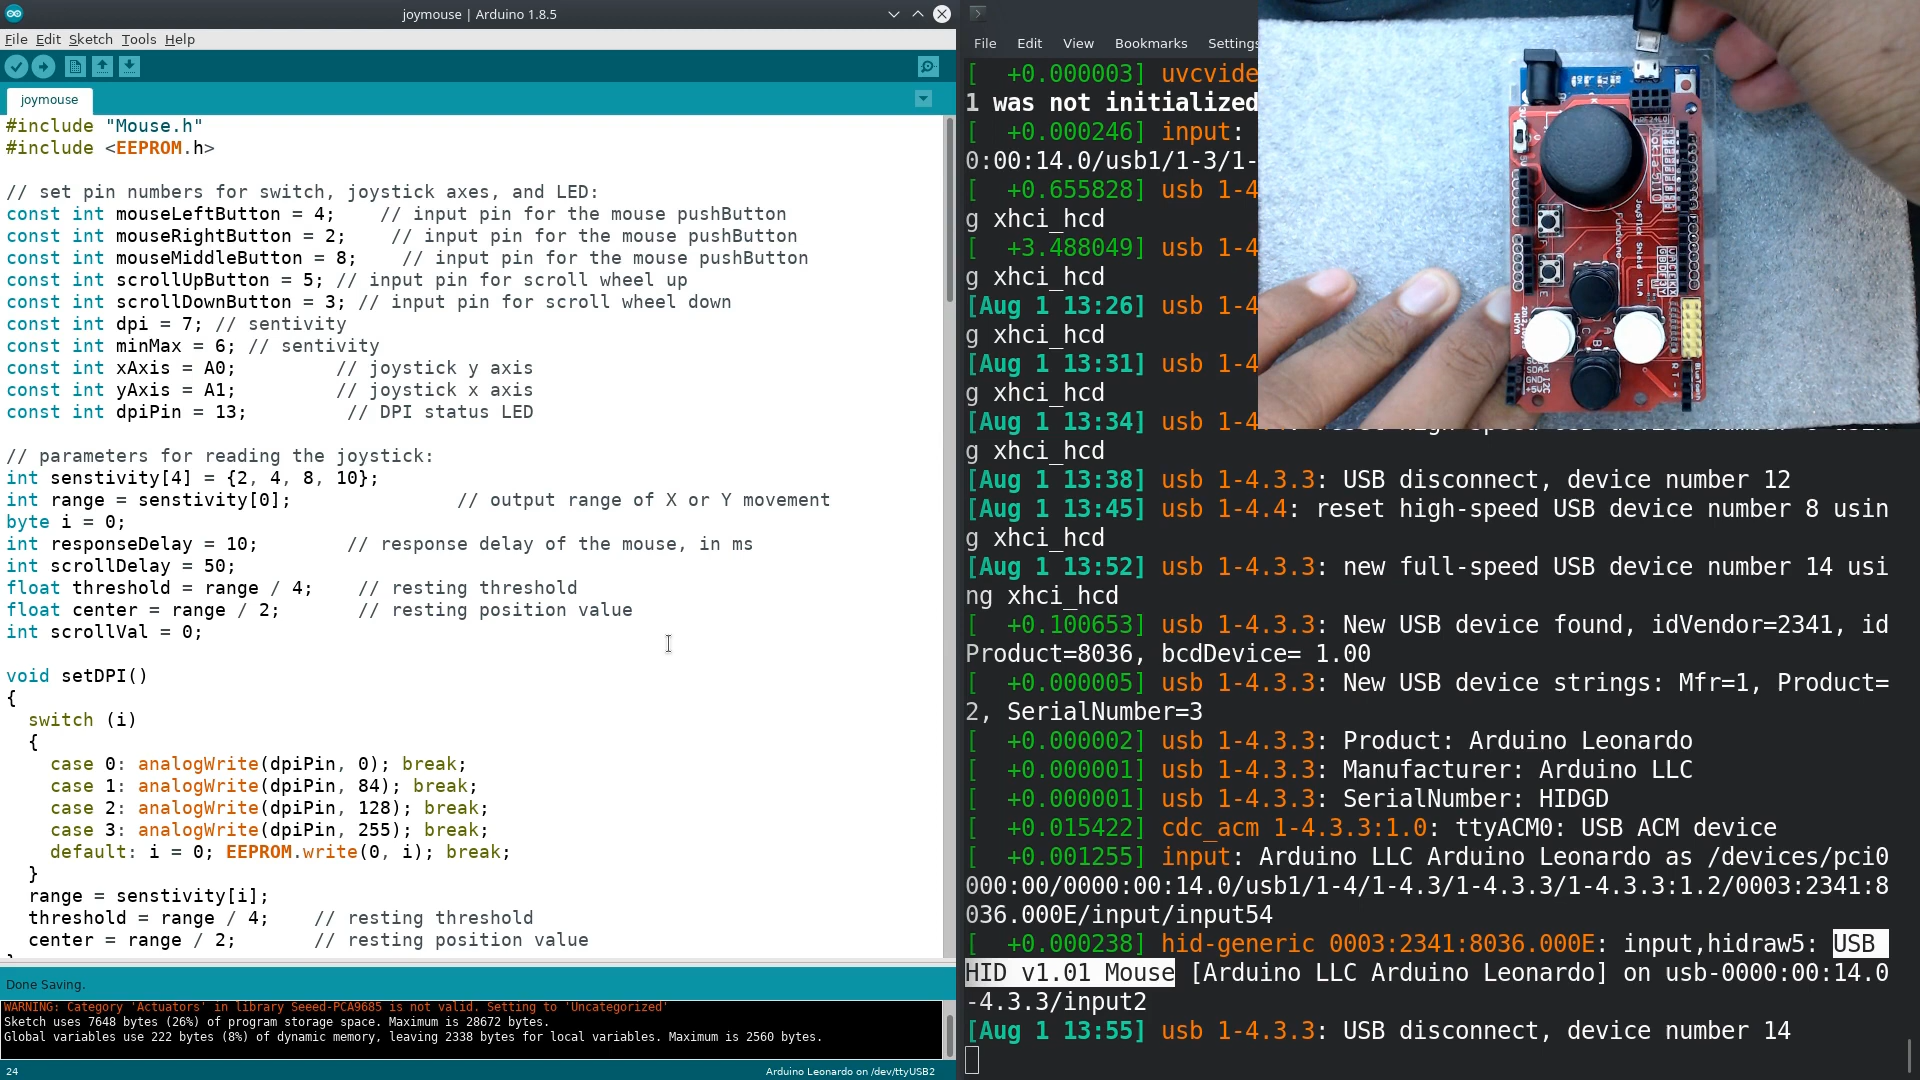 joymouse | Arduino 1.8.5
File Edit Sketch Tools Help
joymouse
#include "Mouse.h"
#include <EEPROM.h>
// set pin numbers for switch, joystick axes, and LED:
const int mouseLeftButton = 4;    // input pin for the mouse pushButton
const int mouseRightButton = 2;    // input pin for the mouse pushButton
const int mouseMiddleButton = 8;    // input pin for the mouse pushButton
const int scrollUpButton = 5; // input pin for scroll wheel up
const int scrollDownButton = 3; // input pin for scroll wheel down
const int dpi = 7; // sentivity
const int minMax = 6; // sentivity
const int xAxis = A0;         // joystick y axis
const int yAxis = A1;         // joystick x axis
const int dpiPin = 13;         // DPI status LED
// parameters for reading the joystick:
int senstivity[4] = {2, 4, 8, 10};
int range = senstivity[0];               // output range of X or Y movement
byte i = 0;
int responseDelay = 10;        // response delay of the mouse, in ms
int scrollDelay = 50;
float threshold = range / 4;    // resting threshold
float center = range / 2;       // resting position value
int scrollVal = 0;
void setDPI()
{
  switch (i)
  {
    case 0: analogWrite(dpiPin, 0); break;
    case 1: analogWrite(dpiPin, 84); break;
    case 2: analogWrite(dpiPin, 128); break;
    case 3: analogWrite(dpiPin, 255); break;
    default: i = 0; EEPROM.write(0, i); break;
  }
  range = senstivity[i];
  threshold = range / 4;    // resting threshold
  center = range / 2;       // resting position value
Done Saving.
WARNING: Category 'Actuators' in library Seeed-PCA9685 is not valid. Setting to 'Uncategorized'
Sketch uses 7648 bytes (26%) of program storage space. Maximum is 28672 bytes.
Global variables use 222 bytes (8%) of dynamic memory, leaving 2338 bytes for local variables. Maximum is 2560 bytes.
24
Arduino Leonardo on /dev/ttyUSB2
File Edit View Bookmarks Settings
[  +0.000003] uvcvide
1 was not initialized
[  +0.000246] input:
0:00:14.0/usb1/1-3/1-
[  +0.655828] usb 1-4
g xhci_hcd
[  +3.488049] usb 1-4
g xhci_hcd
[Aug 1 13:26] usb 1-4
g xhci_hcd
[Aug 1 13:31] usb 1-4
g xhci_hcd
[Aug 1 13:34] usb 1-4
g xhci_hcd
[Aug 1 13:38] usb 1-4.3.3: USB disconnect, device number 12
[Aug 1 13:45] usb 1-4.4: reset high-speed USB device number 8 usin
g xhci_hcd
[Aug 1 13:52] usb 1-4.3.3: new full-speed USB device number 14 usi
ng xhci_hcd
[  +0.100653] usb 1-4.3.3: New USB device found, idVendor=2341, id
Product=8036, bcdDevice= 1.00
[  +0.000005] usb 1-4.3.3: New USB device strings: Mfr=1, Product=
2, SerialNumber=3
[  +0.000002] usb 1-4.3.3: Product: Arduino Leonardo
[  +0.000001] usb 1-4.3.3: Manufacturer: Arduino LLC
[  +0.000001] usb 1-4.3.3: SerialNumber: HIDGD
[  +0.015422] cdc_acm 1-4.3.3:1.0: ttyACM0: USB ACM device
[  +0.001255] input: Arduino LLC Arduino Leonardo as /devices/pci0
000:00/0000:00:14.0/usb1/1-4/1-4.3/1-4.3.3/1-4.3.3:1.2/0003:2341:8
036.000E/input/input54
[  +0.000238] hid-generic 0003:2341:8036.000E: input,hidraw5: USB
HID v1.01 Mouse [Arduino LLC Arduino Leonardo] on usb-0000:00:14.0
-4.3.3/input2
[Aug 1 13:55] usb 1-4.3.3: USB disconnect, device number 14
Nokia 5110
JoyStick Shield V1.A
Funduino
A
B
C
E
SDA
GND
+5V
I2C